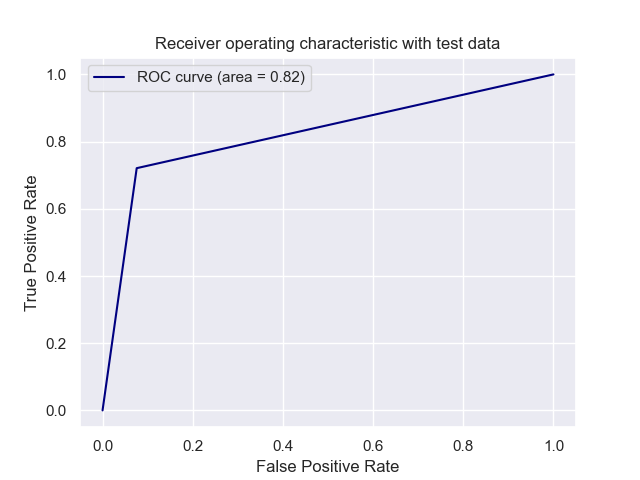 Receiver operating characteristic with test data
ROC curve (area = 0.82)
True Positive Rate
1.0
0.8
0.6
0.4
0.2
0.0
0.0 0.2 0.4 0.6 0.8 1.0
False Positive Rate